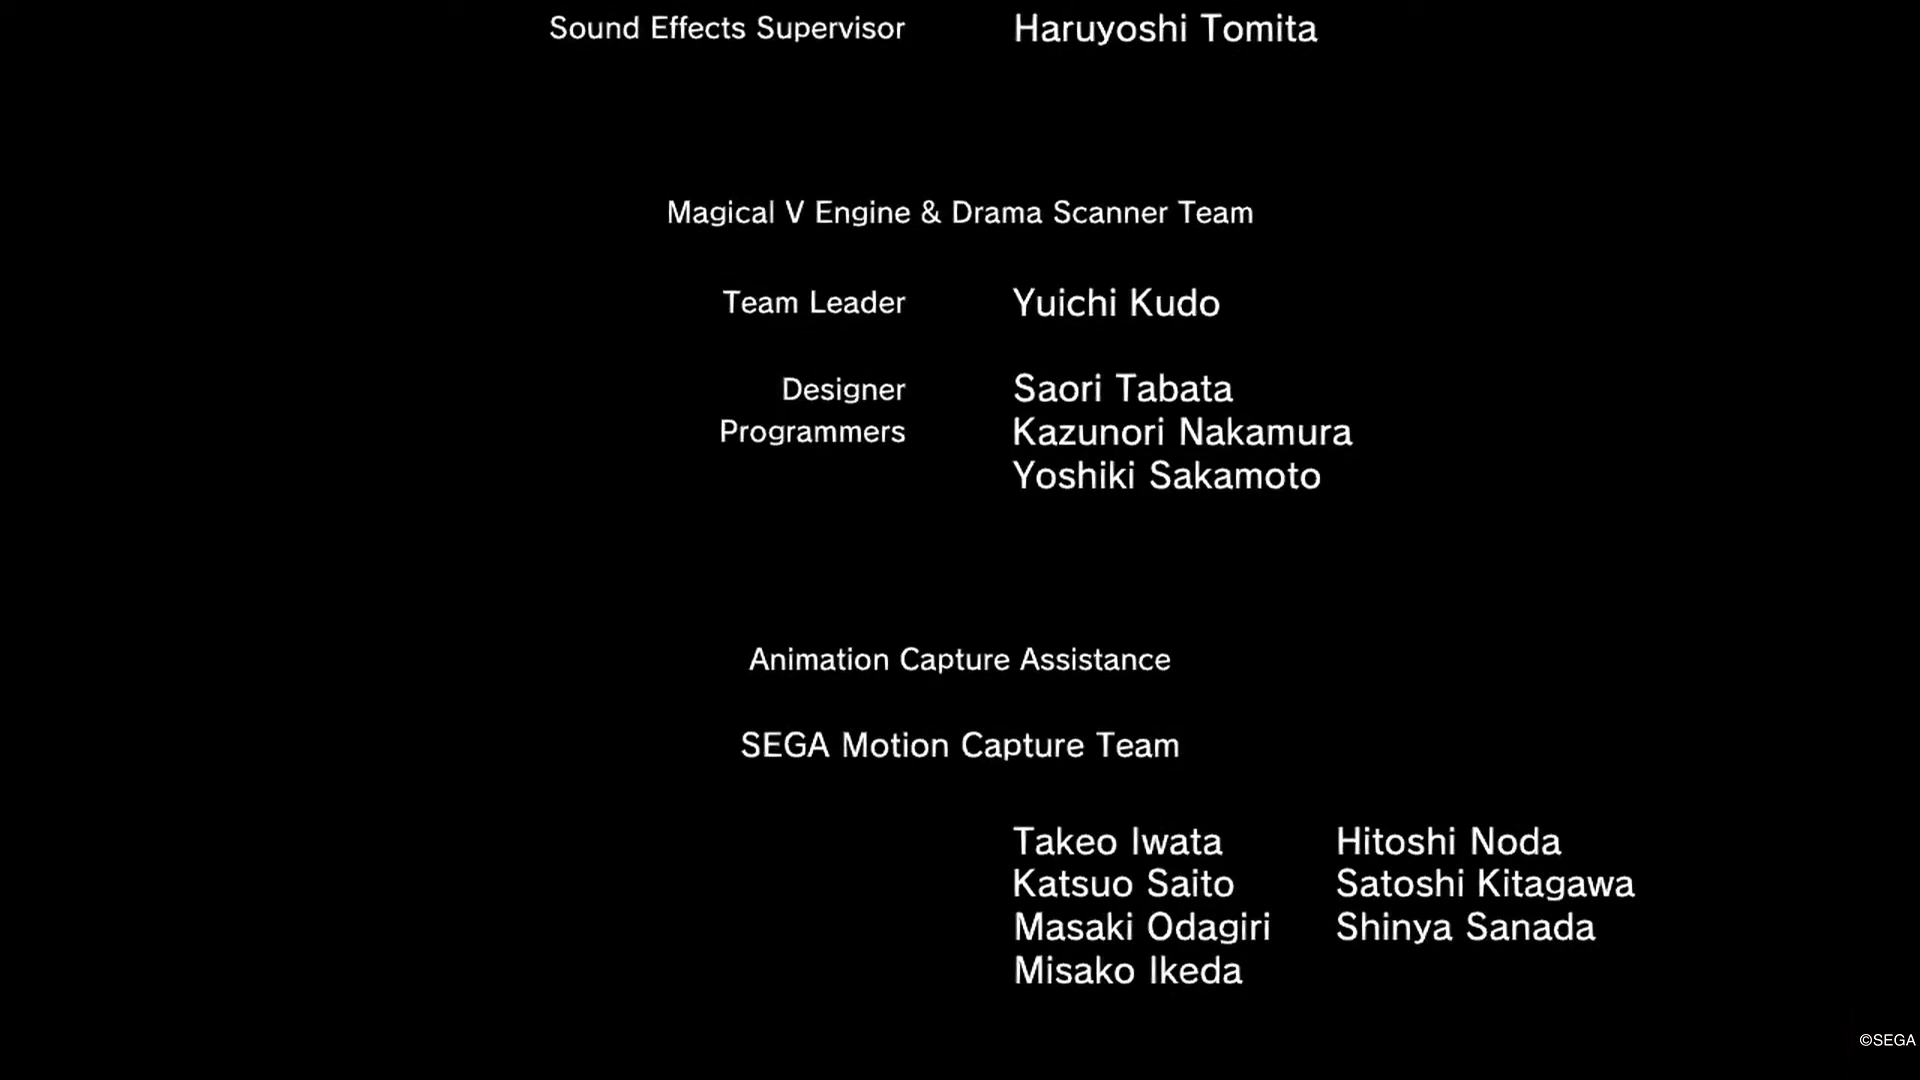 Sound Effects Supervisor Haruyoshi Tomita
Magical V Engine & Drama Scanner Team
Team Leader Yuichi Kudo
Designer Saori Tabata
Programmers Kazunori Nakamura
Yoshiki Sakamoto
Animation Capture Assistance
SEGA Motion Capture Team
Takeo Iwata Hitoshi Noda
Katsuo Saito Satoshi Kitagawa
Masaki Odagiri Shinya Sanada
Misako Ikeda
©SEGA